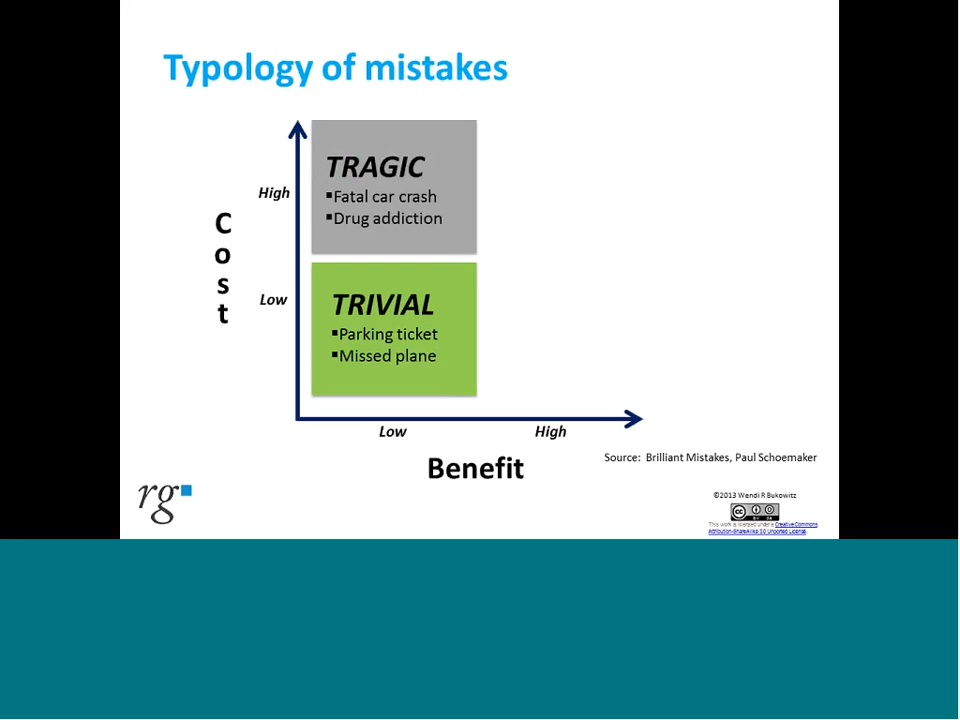 Typology of mistakes
TRAGIC
▪Fatal car crash
▪Drug addiction
High
Cost
Low
TRIVIAL
▪Parking ticket
▪Missed plane
Low High
Benefit
Source: Brilliant Mistakes, Paul Schoemaker
rg
©2013 Wendi R Bukowitz
cc
This work is licensed under a Creative Commons
Attribution-ShareAlike 3.0 Unported License.